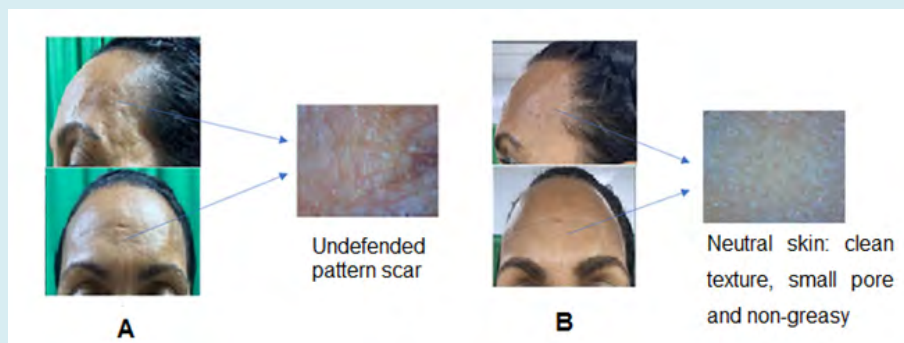 Undefended
pattern scar
A
B
Neutral skin: clean
texture, small pore
and non-greasy